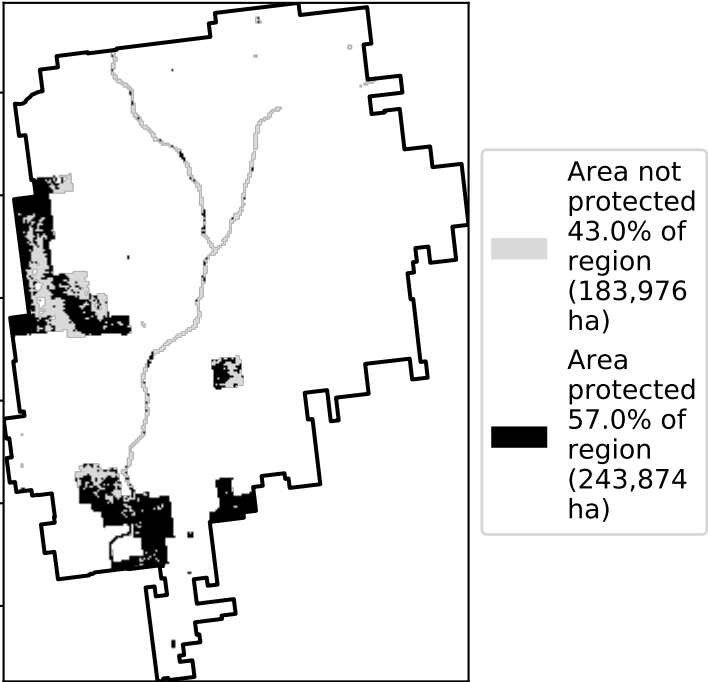 Area not
protected
43.0% of
region
(183,976
ha)
Area
protected
57.0% of
region
(243,874
ha)